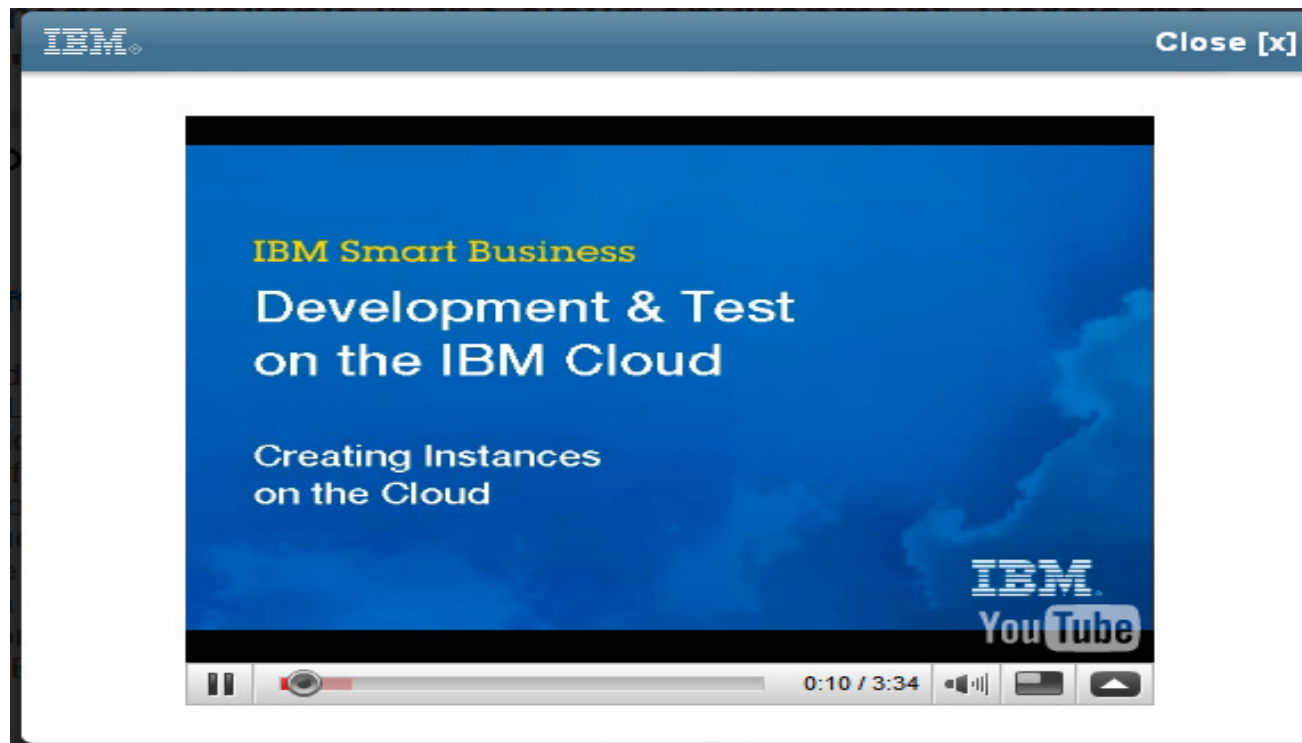 IBM®
Close [x]
IBM Smart Business
Development & Test
on the IBM Cloud
Creating Instances
on the Cloud
IBM.
YouTube
0:10 / 3:34